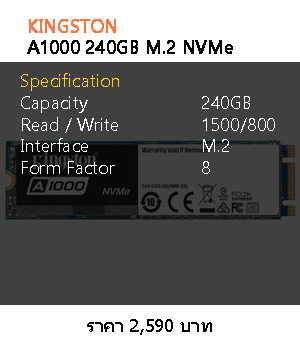 KINGSTON
A1000 240GB M.2 NVMe
Specification
Capacity 240GB
Read / Write 1500/800
Interface M.2
Form Factor 8
Warranty Void If Remov
Kingston
A1000 NVMe
ราคา 2,590 บาท